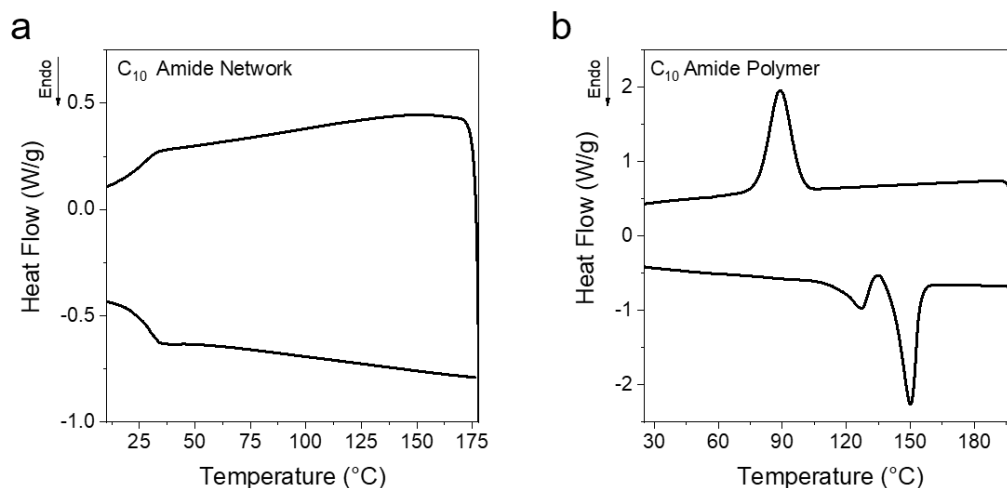 a
Endo
C10 Amide Network
0.5
0.0
-0.5
-1.0
Heat Flow (W/g)
25 50 75 100 125 150 175
Temperature (°C)
b
Endo
C10 Amide Polymer
2
1
0
-1
-2
Heat Flow (W/g)
30 60 90 120 150 180
Temperature (°C)